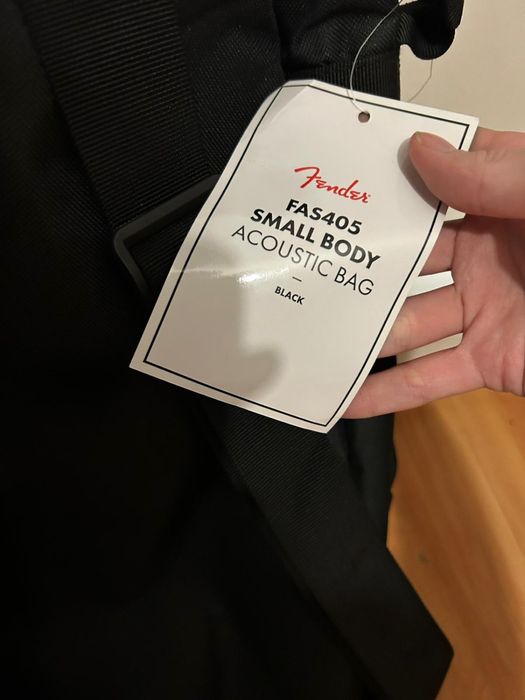 Fender
FAS405
SMALL BODY
ACOUSTIC BAG
–
BLACK